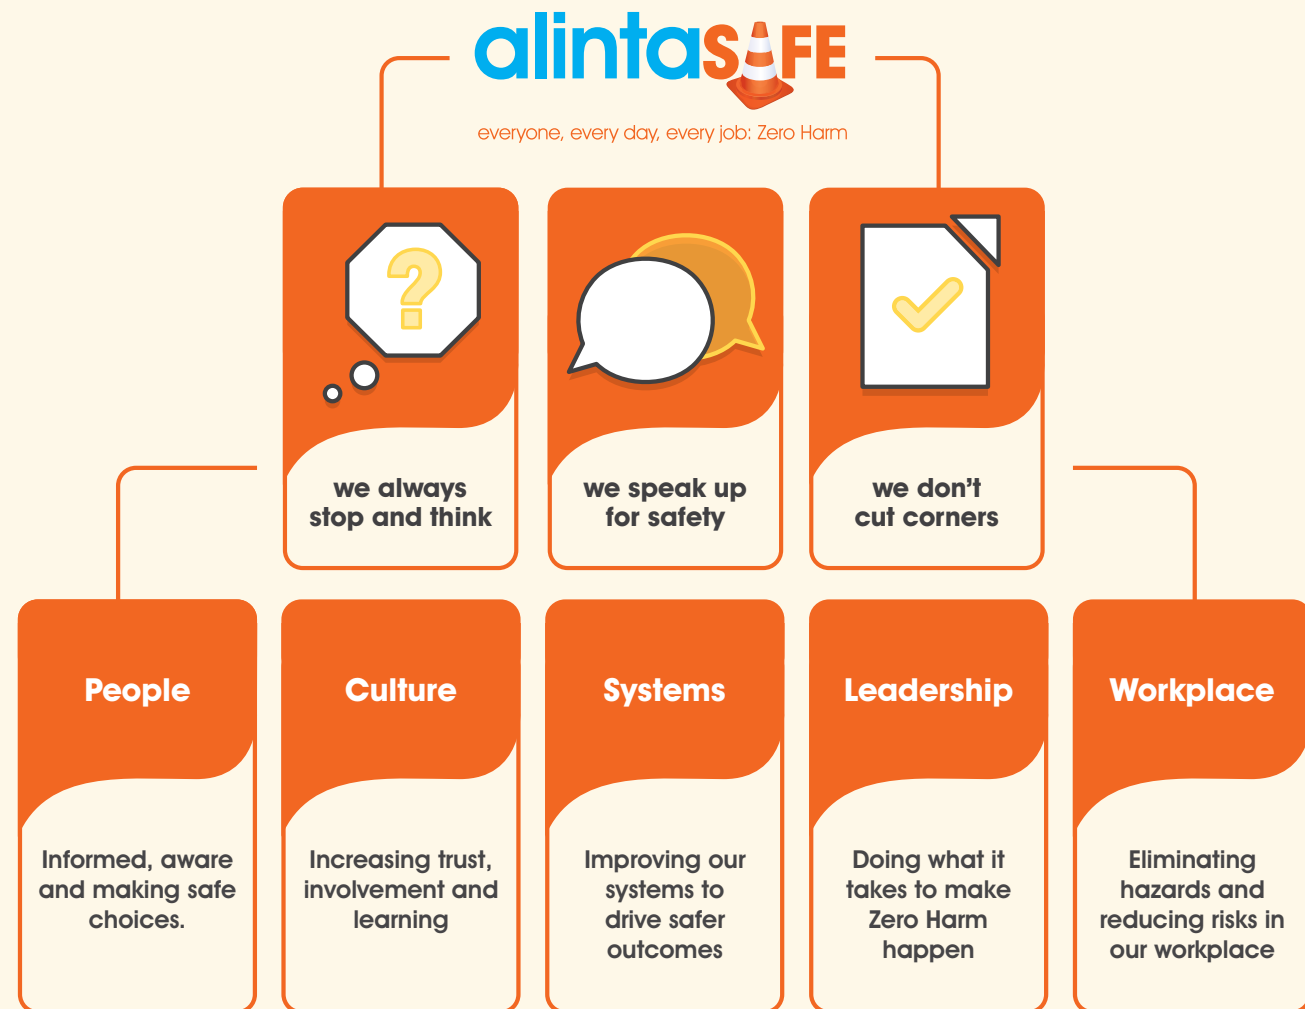 alintaSAFE
everyone, every day, every job: Zero Harm
?
we always
stop and think
we speak up
for safety
we don't
cut corners
People
Informed, aware
and making safe
choices.
Culture
Increasing trust,
involvement and
learning
Systems
Improving our
systems to
drive safer
outcomes
Leadership
Doing what it
takes to make
Zero Harm
happen
Workplace
Eliminating
hazards and
reducing risks in
our workplace